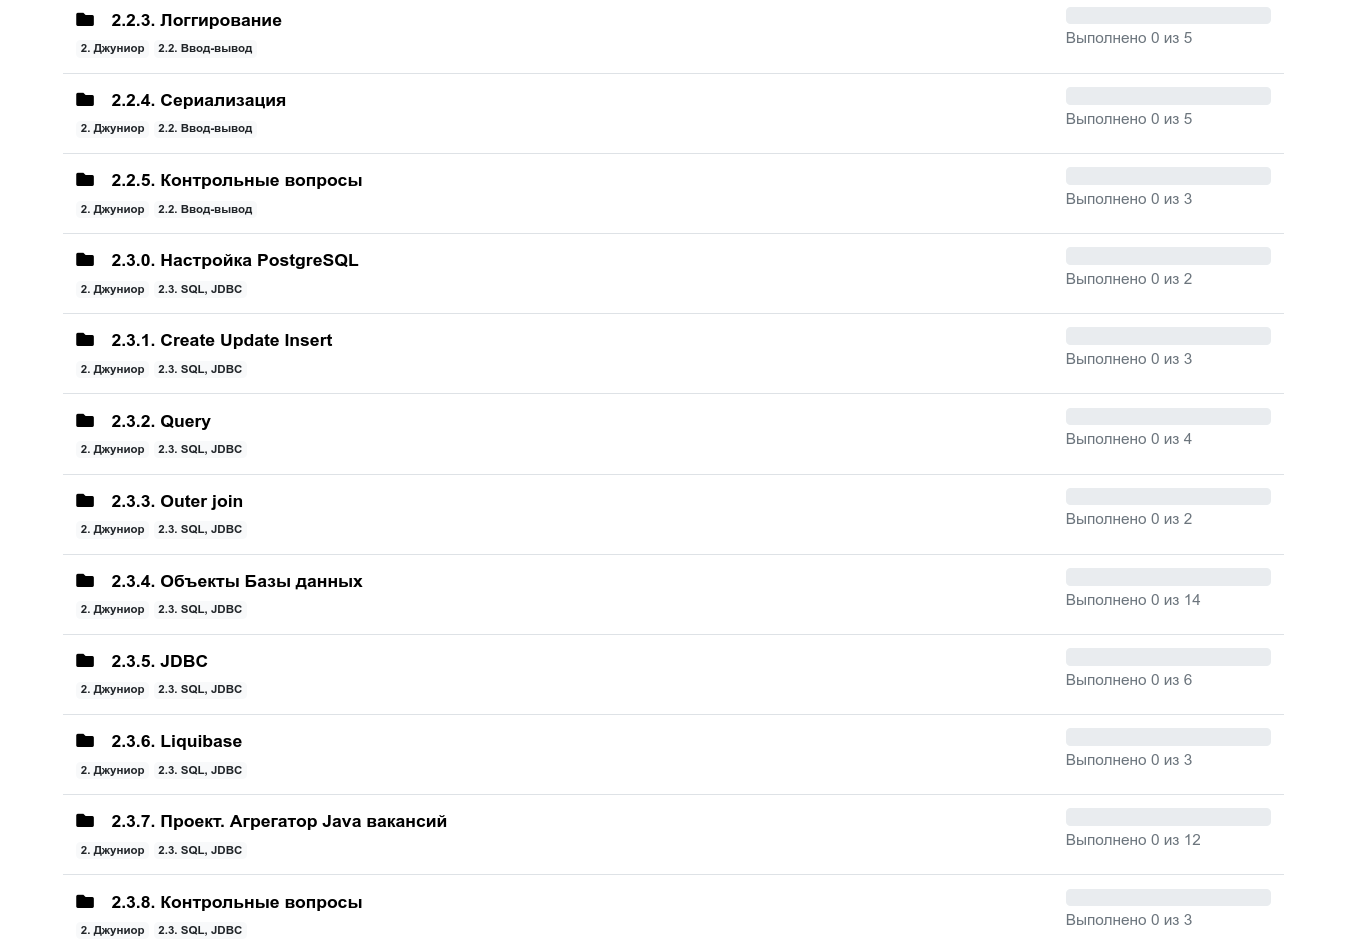 2.2.3. Логгирование
Выполнено 0 из 5
2. Джуниор 2.2. Ввод-вывод
2.2.4. Сериализация
Выполнено 0 из 5
2. Джуниор 2.2. Ввод-вывод
2.2.5. Контрольные вопросы
Выполнено 0 из 3
2. Джуниор 2.2. Ввод-вывод
2.3.0. Настройка PostgreSQL
Выполнено 0 из 2
2. Джуниор 2.3. SQL, JDBC
2.3.1. Create Update Insert
Выполнено 0 из 3
2. Джуниор 2.3. SQL, JDBC
2.3.2. Query
Выполнено 0 из 4
2. Джуниор 2.3. SQL, JDBC
2.3.3. Outer join
Выполнено 0 из 2
2. Джуниор 2.3. SQL, JDBC
2.3.4. Объекты Базы данных
Выполнено 0 из 14
2. Джуниор 2.3. SQL, JDBC
2.3.5. JDBC
Выполнено 0 из 6
2. Джуниор 2.3. SQL, JDBC
2.3.6. Liquibase
Выполнено 0 из 3
2. Джуниор 2.3. SQL, JDBC
2.3.7. Проект. Агрегатор Java вакансий
Выполнено 0 из 12
2. Джуниор 2.3. SQL, JDBC
2.3.8. Контрольные вопросы
Выполнено 0 из 3
2. Джуниор 2.3. SQL, JDBC